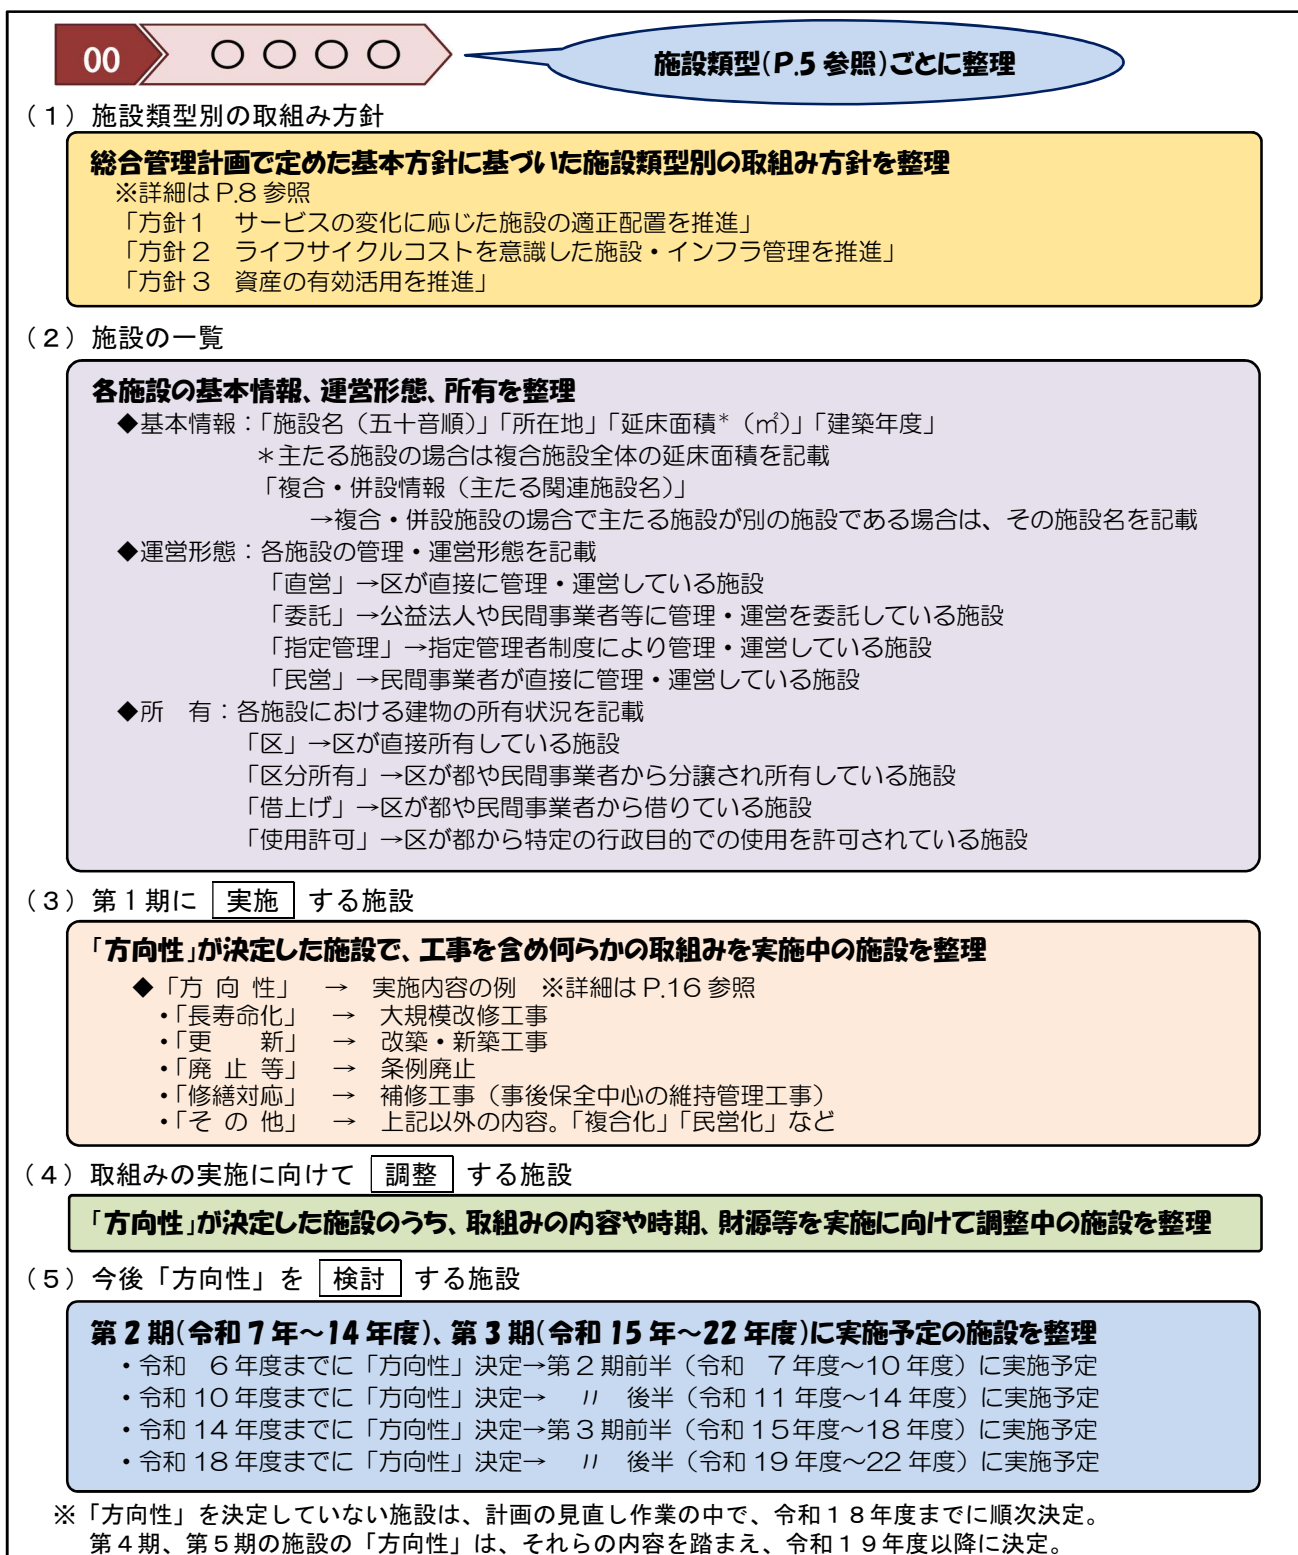 00 ○○○○ 施設類型(P.5 参照)ごとに整理
（1）施設類型別の取組み方針
総合管理計画で定めた基本方針に基づいた施設類型別の取組み方針を整理
※詳細は P.8 参照
「方針１　サービスの変化に応じた施設の適正配置を推進」
「方針２　ライフサイクルコストを意識した施設・インフラ管理を推進」
「方針３　資産の有効活用を推進」
（2）施設の一覧
各施設の基本情報、運営形態、所有を整理
◆基本情報：「施設名（五十音順）」「所在地」「延床面積*（㎡）」「建築年度」
＊主たる施設の場合は複合施設全体の延床面積を記載
「複合・併設情報（主たる関連施設名）」
→複合・併設施設の場合で主たる施設が別の施設である場合は、その施設名を記載
◆運営形態：各施設の管理・運営形態を記載
「直営」→区が直接に管理・運営している施設
「委託」→公益法人や民間事業者等に管理・運営を委託している施設
「指定管理」→指定管理者制度により管理・運営している施設
「民営」→民間事業者が直接に管理・運営している施設
◆所　有：各施設における建物の所有状況を記載
「区」→区が直接所有している施設
「区分所有」→区が都や民間事業者から分譲され所有している施設
「借上げ」→区が都や民間事業者から借りている施設
「使用許可」→区が都から特定の行政目的での使用を許可されている施設
（3）第１期に 実施 する施設
「方向性」が決定した施設で、工事を含め何らかの取組みを実施中の施設を整理
◆「方 向 性」　→　実施内容の例　※詳細は P.16 参照
・「長寿命化」　→　大規模改修工事
・「更　　新」　→　改築・新築工事
・「廃 止 等」　→　条例廃止
・「修繕対応」　→　補修工事（事後保全中心の維持管理工事）
・「そ の 他」　→　上記以外の内容。「複合化」「民営化」など
（4）取組みの実施に向けて 調整 する施設
「方向性」が決定した施設のうち、取組みの内容や時期、財源等を実施に向けて調整中の施設を整理
（5）今後「方向性」を 検討 する施設
第 2 期(令和 7 年～14 年度)、第 3 期(令和 15 年～22 年度)に実施予定の施設を整理
・令和　6 年度までに「方向性」決定→第 2 期前半（令和　7 年度～10 年度）に実施予定
・令和 10 年度までに「方向性」決定→　〃　後半（令和 11 年度～14 年度）に実施予定
・令和 14 年度までに「方向性」決定→第 3 期前半（令和 15年度～18 年度）に実施予定
・令和 18 年度までに「方向性」決定→　〃　後半（令和 19 年度～22 年度）に実施予定
※「方向性」を決定していない施設は、計画の見直し作業の中で、令和１８年度までに順次決定。
第４期、第５期の施設の「方向性」は、それらの内容を踏まえ、令和１９年度以降に決定。